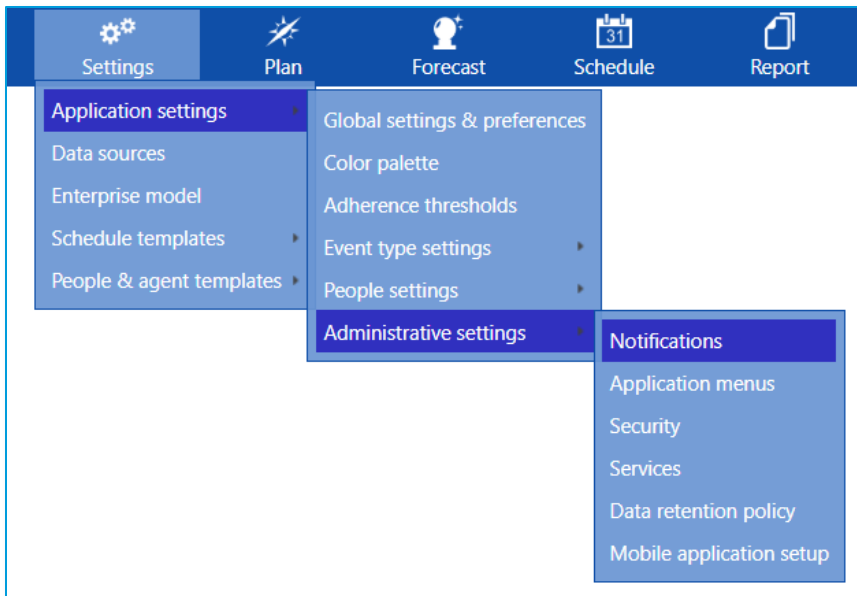 Settings
Plan
Forecast
31
Schedule
Report
Application settings
Data sources
Enterprise model
Schedule templates
People & agent templates
Global settings & preferences
Color palette
Adherence thresholds
Event type settings
People settings
Administrative settings
Notifications
Application menus
Security
Services
Data retention policy
Mobile application setup